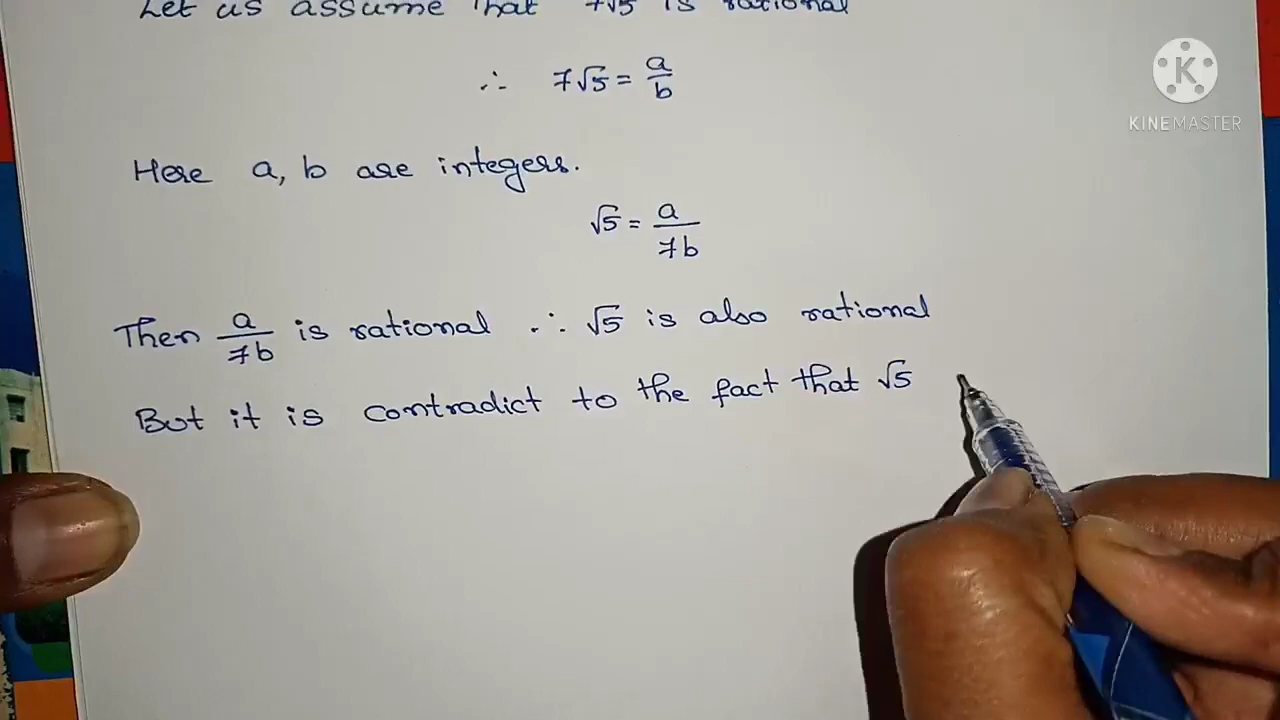 Let us assume that 7√5 is rational
∴ 7√5 = a/b
KINEMASTER
Here a, b are integers.
√5 = a/7b
Then a/7b is rational ∴ √5 is also rational
But it is contradict to the fact that √5